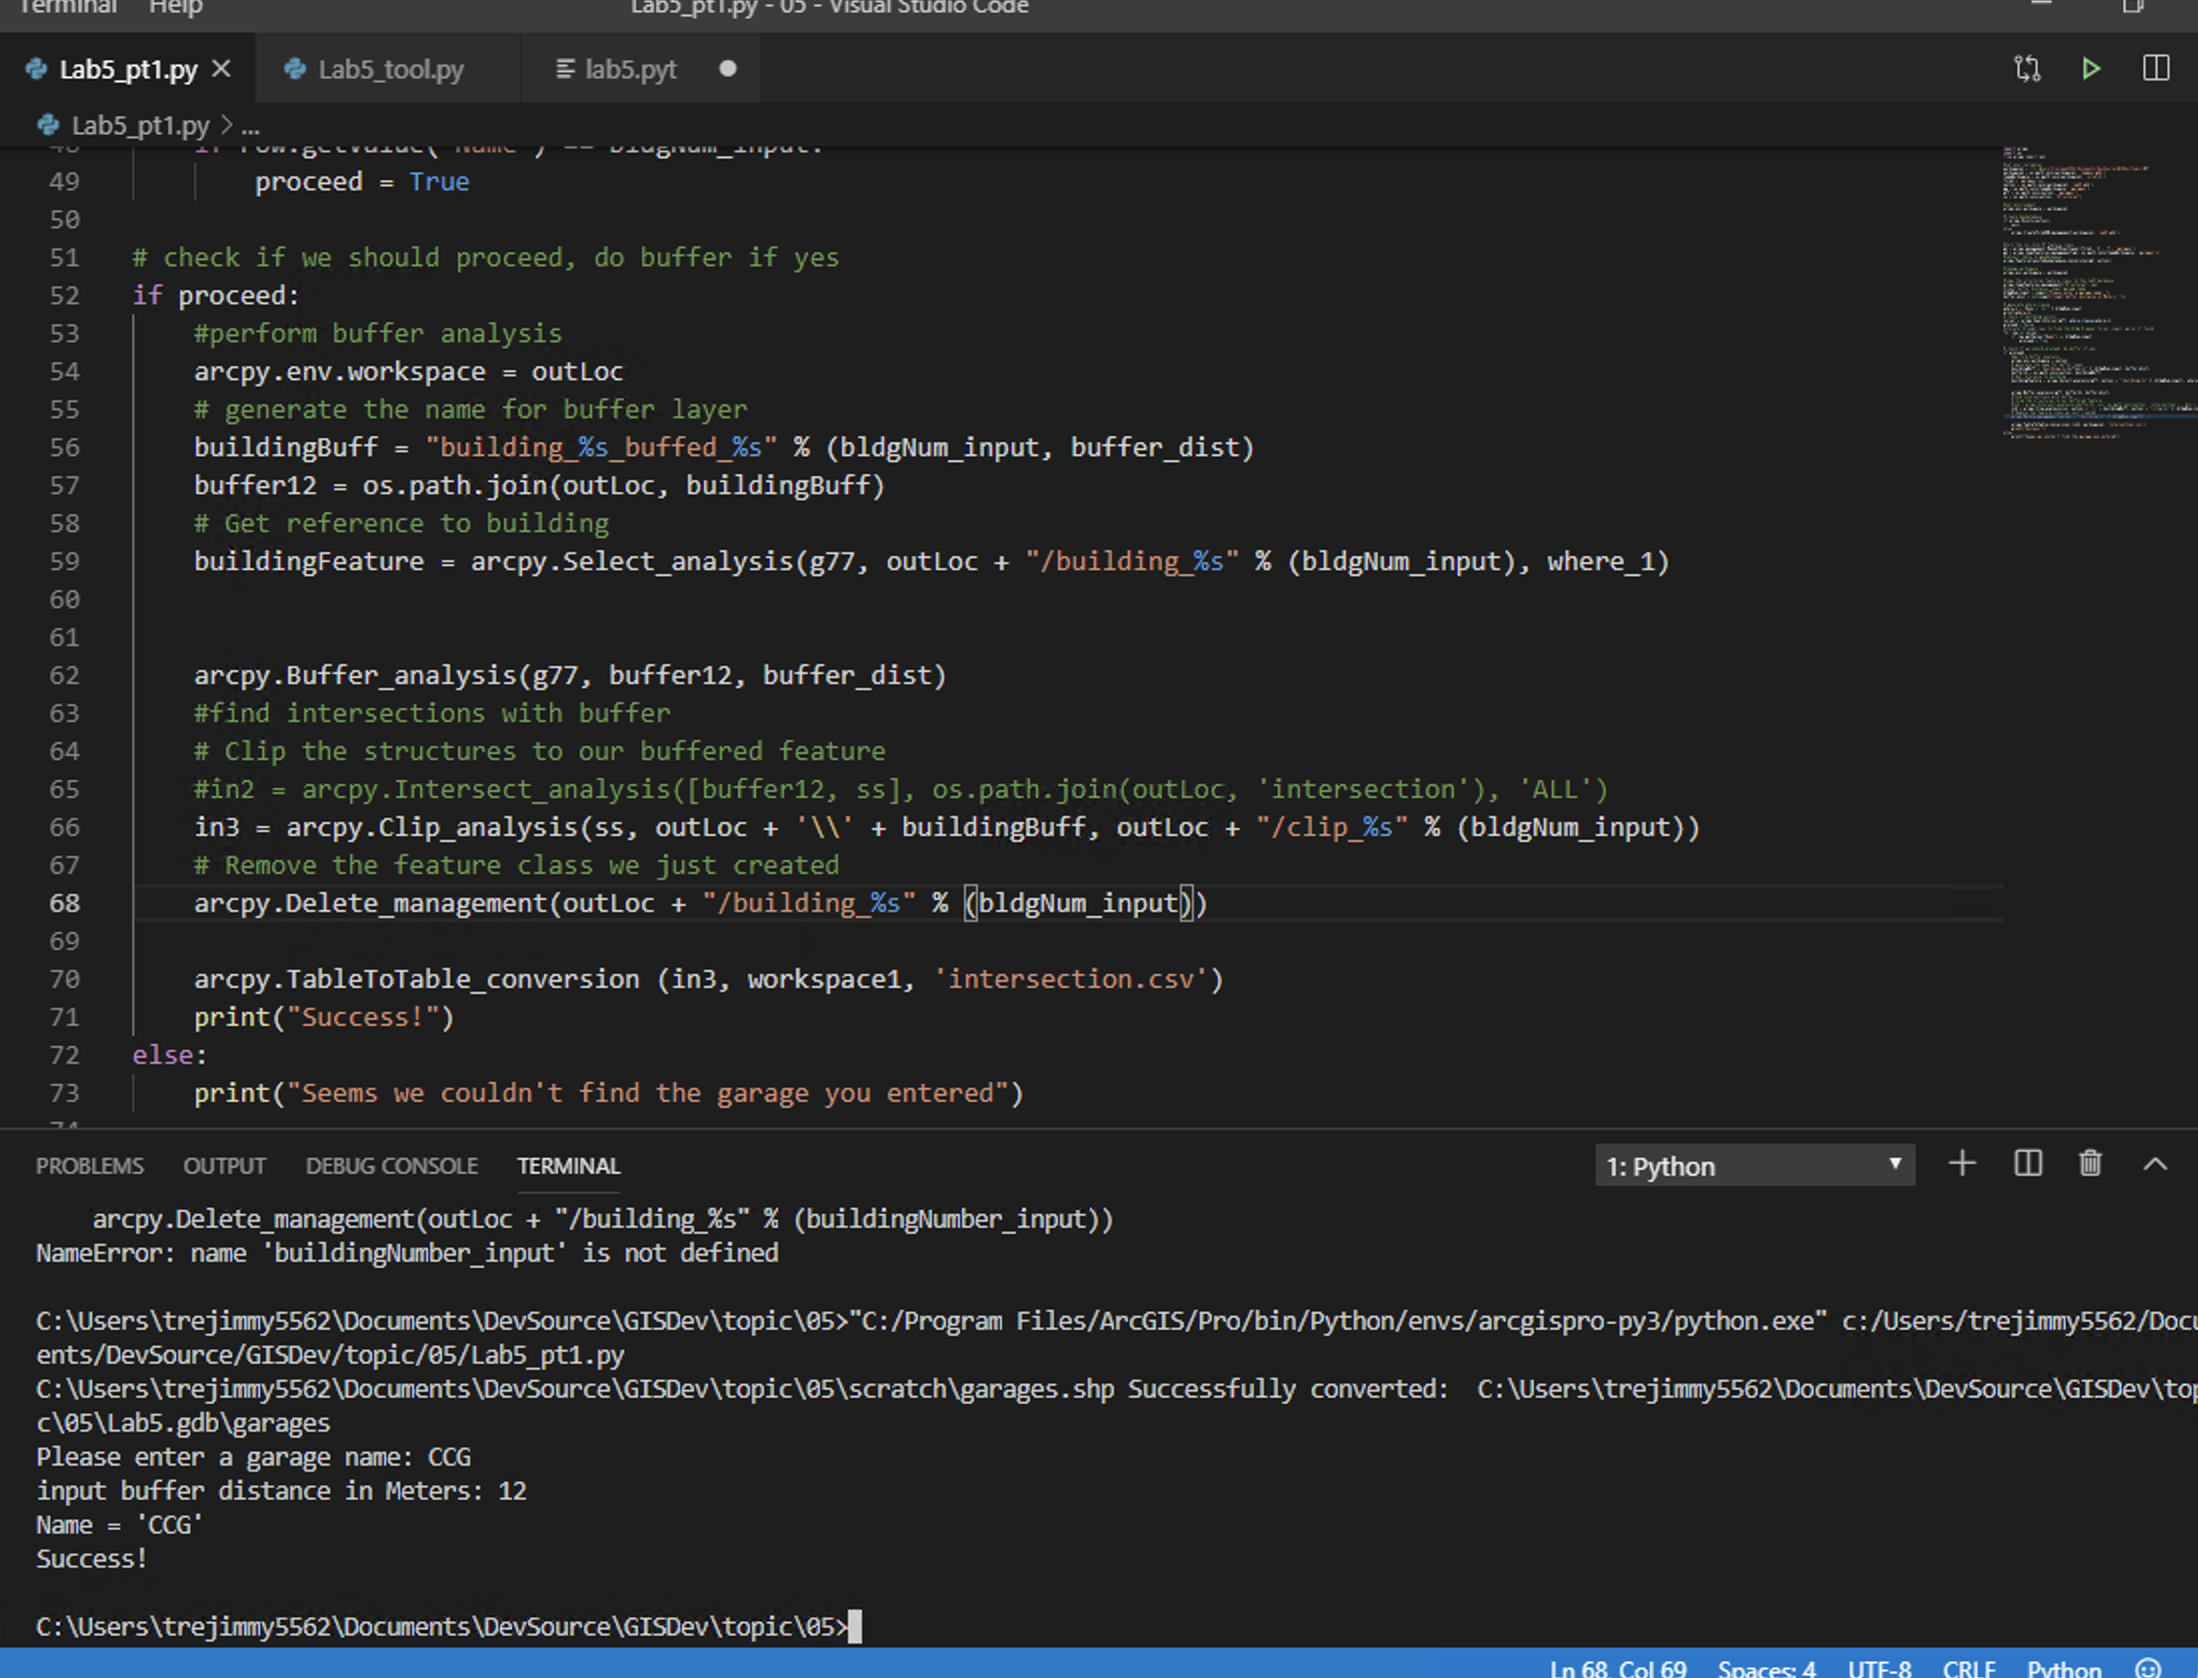 Terminal Help Lab5_pt1.py - 05 - Visual Studio Code
Lab5_pt1.py Lab5_tool.py lab5.pyt
Lab5_pt1.py > ...
48 if row.getValue("Name") == bldgNum_input:
49 proceed = True
50
51 # check if we should proceed, do buffer if yes
52 if proceed:
53 #perform buffer analysis
54 arcpy.env.workspace = outLoc
55 # generate the name for buffer layer
56 buildingBuff = "building_%s_buffed_%s" % (bldgNum_input, buffer_dist)
57 buffer12 = os.path.join(outLoc, buildingBuff)
58 # Get reference to building
59 buildingFeature = arcpy.Select_analysis(g77, outLoc + "/building_%s" % (bldgNum_input), where_1)
60
61
62 arcpy.Buffer_analysis(g77, buffer12, buffer_dist)
63 #find intersections with buffer
64 # Clip the structures to our buffered feature
65 #in2 = arcpy.Intersect_analysis([buffer12, ss], os.path.join(outLoc, 'intersection'), 'ALL')
66 in3 = arcpy.Clip_analysis(ss, outLoc + '\\' + buildingBuff, outLoc + "/clip_%s" % (bldgNum_input))
67 # Remove the feature class we just created
68 arcpy.Delete_management(outLoc + "/building_%s" % (bldgNum_input))
69
70 arcpy.TableToTable_conversion (in3, workspace1, 'intersection.csv')
71 print("Success!")
72 else:
73 print("Seems we couldn't find the garage you entered")
74
PROBLEMS OUTPUT DEBUG CONSOLE TERMINAL 1: Python
arcpy.Delete_management(outLoc + "/building_%s" % (buildingNumber_input))
NameError: name 'buildingNumber_input' is not defined
C:\Users\trejimmy5562\Documents\DevSource\GISDev\topic\05>"C:/Program Files/ArcGIS/Pro/bin/Python/envs/arcgispro-py3/python.exe" c:/Users/trejimmy5562/Docu
ents/DevSource/GISDev/topic/05/Lab5_pt1.py
C:\Users\trejimmy5562\Documents\DevSource\GISDev\topic\05\scratch\garages.shp Successfully converted: C:\Users\trejimmy5562\Documents\DevSource\GISDev\top
c\05\Lab5.gdb\garages
Please enter a garage name: CCG
input buffer distance in Meters: 12
Name = 'CCG'
Success!
C:\Users\trejimmy5562\Documents\DevSource\GISDev\topic\05>
Ln 68, Col 69 Spaces: 4 UTF-8 CRLF Python